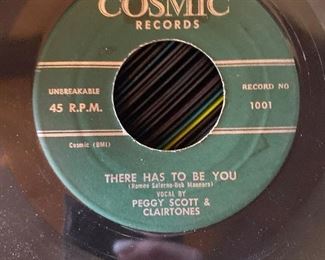 COSMIC
RECORDS
UNBREAKABLE
45 R.P.M.
RECORD NO
1001
Cosmic (BMI)
THERE HAS TO BE YOU
(Romeo Salerno-Bob Mannara)
VOCAL BY
PEGGY SCOTT &
CLAIRTONES